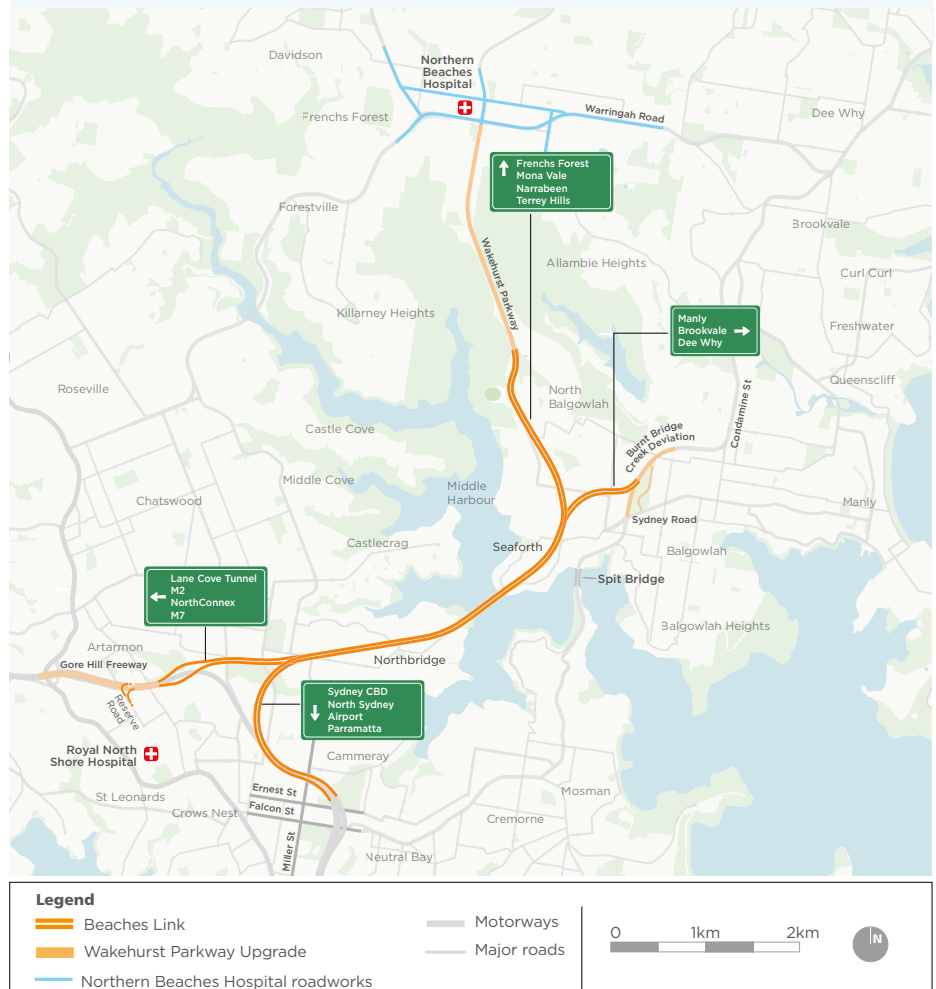 Davidson
Northern
Beaches
Hospital
Warringah Road
Dee Why
Frenchs Forest
Frenchs Forest
Mona Vale
Narrabeen
Terrey Hills
Forestville
Brookvale
Wakehurst Parkway
Allambie Heights
Curl Curl
Killarney Heights
Manly
Brookvale
Dee Why
Freshwater
Roseville
North
Balgowlah
Queenscliff
Condamine St
Castle Cove
Burnt Bridge
Creek Deviation
Middle Cove
Middle
Harbour
Chatswood
Manly
Sydney Road
Castlecrag
Seaforth
Balgowlah
Spit Bridge
Lane Cove Tunnel
M2
NorthConnex
M7
Balgowlah Heights
Artarmon
Northbridge
Gore Hill Freeway
Reserve
Road
Sydney CBD
North Sydney
Airport
Parramatta
Royal North
Shore Hospital
Cammeray
St Leonards
Ernest St
Mosman
Crows Nest
Falcon St
Cremorne
Miller St
Neutral Bay
Legend
Beaches Link
Wakehurst Parkway Upgrade
Northern Beaches Hospital roadworks
Motorways
Major roads
0 1km 2km
N